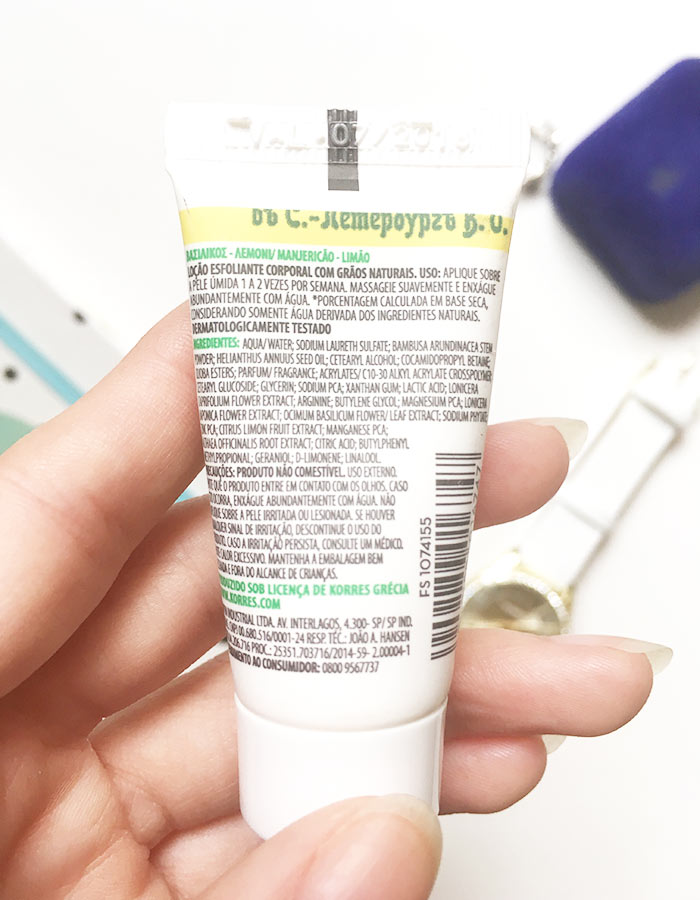 VAL:07/201
въ С.-Петербургѣ В. О.
ΒΑΣΙΛΙΚΟΣ - ΛΕΜΟΝΙ/ MANJERICÃO - LIMÃO
LOÇÃO ESFOLIANTE CORPORAL COM GRÃOS NATURAIS. USO: APLIQUE SOBRE
A PELE ÚMIDA 1 A 2 VEZES POR SEMANA. MASSAGEIE SUAVEMENTE E ENXÁGUE
ABUNDANTEMENTE COM ÁGUA. *PORCENTAGEM CALCULADA EM BASE SECA,
CONSIDERANDO SOMENTE ÁGUA DERIVADA DOS INGREDIENTES NATURAIS.
DERMATOLOGICAMENTE TESTADO
INGREDIENTES: AQUA/ WATER; SODIUM LAURETH SULFATE; BAMBUSA ARUNDINACEA STEM
POWDER; HELIANTHUS ANNUUS SEED OIL; CETEARYL ALCOHOL; COCAMIDOPROPYL BETAINE;
JOJOBA ESTERS; PARFUM/ FRAGRANCE; ACRYLATES/ C10-30 ALKYL ACRYLATE CROSSPOLYMER;
CETEARYL GLUCOSIDE; GLYCERIN; SODIUM PCA; XANTHAN GUM; LACTIC ACID; LONICERA
CAPRIFOLIUM FLOWER EXTRACT; ARGININE; BUTYLENE GLYCOL; MAGNESIUM PCA; LONICERA
JAPONICA FLOWER EXTRACT; OCIMUM BASILICUM FLOWER/ LEAF EXTRACT; SODIUM PHYTATE;
ZINC PCA; CITRUS LIMON FRUIT EXTRACT; MANGANESE PCA;
ALTHAEA OFFICINALIS ROOT EXTRACT; CITRIC ACID; BUTYLPHENYL
METHYLPROPIONAL; GERANIOL; D-LIMONENE; LINALOOL.
PRECAUÇÕES: PRODUTO NÃO COMESTÍVEL. USO EXTERNO.
EVITE QUE O PRODUTO ENTRE EM CONTATO COM OS OLHOS. CASO
OCORRA, ENXÁGUE ABUNDANTEMENTE COM ÁGUA. NÃO
USE SOBRE A PELE IRRITADA OU LESIONADA. SE HOUVER
QUALQUER SINAL DE IRRITAÇÃO, DESCONTINUE O USO DO
PRODUTO. CASO A IRRITAÇÃO PERSISTA, CONSULTE UM MÉDICO.
CALOR EXCESSIVO. MANTENHA A EMBALAGEM BEM
FECHADA E FORA DO ALCANCE DE CRIANÇAS.
PRODUZIDO SOB LICENÇA DE KORRES GRÉCIA
WWW.KORRES.COM
INDUSTRIAL LTDA. AV. INTERLAGOS, 4.300- SP/ SP IND.
CNPJ 00.680.516/0001-24 RESP. TÉC.: JOÃO A. HANSEN
206.716 PROC.: 25351.703716/2014-59- 2.00004-1
ATENDIMENTO AO CONSUMIDOR: 0800 9567737
FS 1074155